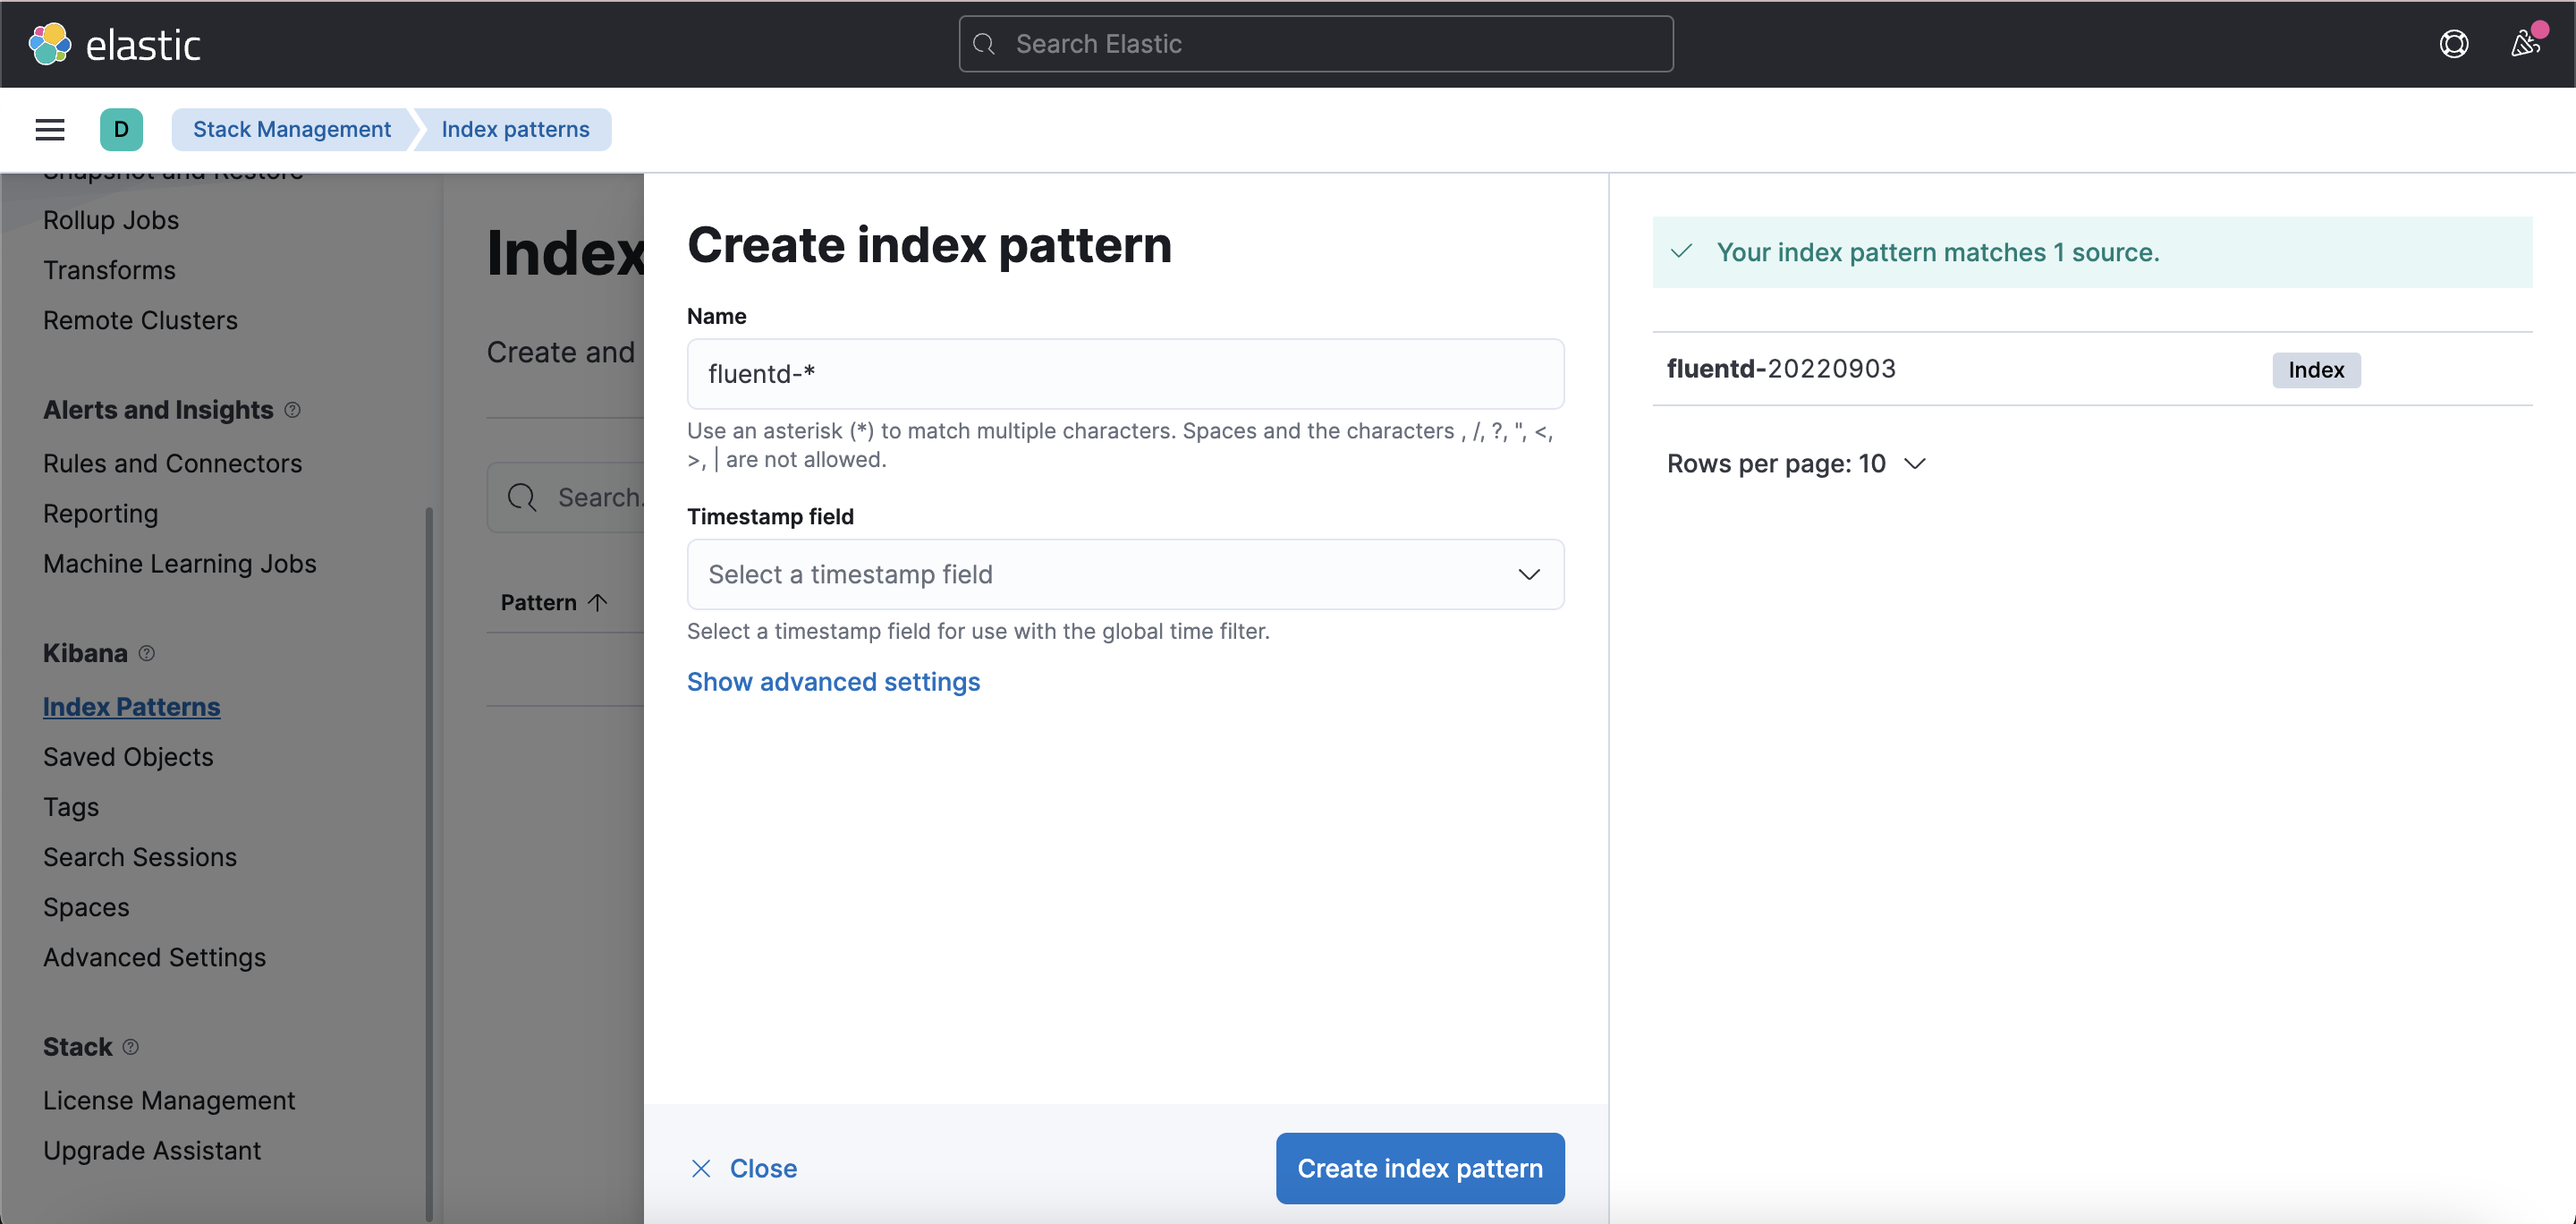 elastic
Search Elastic
D
Stack Management
Index patterns
Snapshot and Restore
Rollup Jobs
Transforms
Remote Clusters
Alerts and Insights
Rules and Connectors
Reporting
Machine Learning Jobs
Kibana
Index Patterns
Saved Objects
Tags
Search Sessions
Spaces
Advanced Settings
Stack
License Management
Upgrade Assistant
Index
Create and
Search.
Pattern
Create index pattern
Name
fluentd-*
Use an asterisk (*) to match multiple characters. Spaces and the characters , /, ?, ", <,
>, | are not allowed.
Timestamp field
Select a timestamp field
Select a timestamp field for use with the global time filter.
Show advanced settings
Close
Create index pattern
Your index pattern matches 1 source.
fluentd-20220903
Index
Rows per page: 10